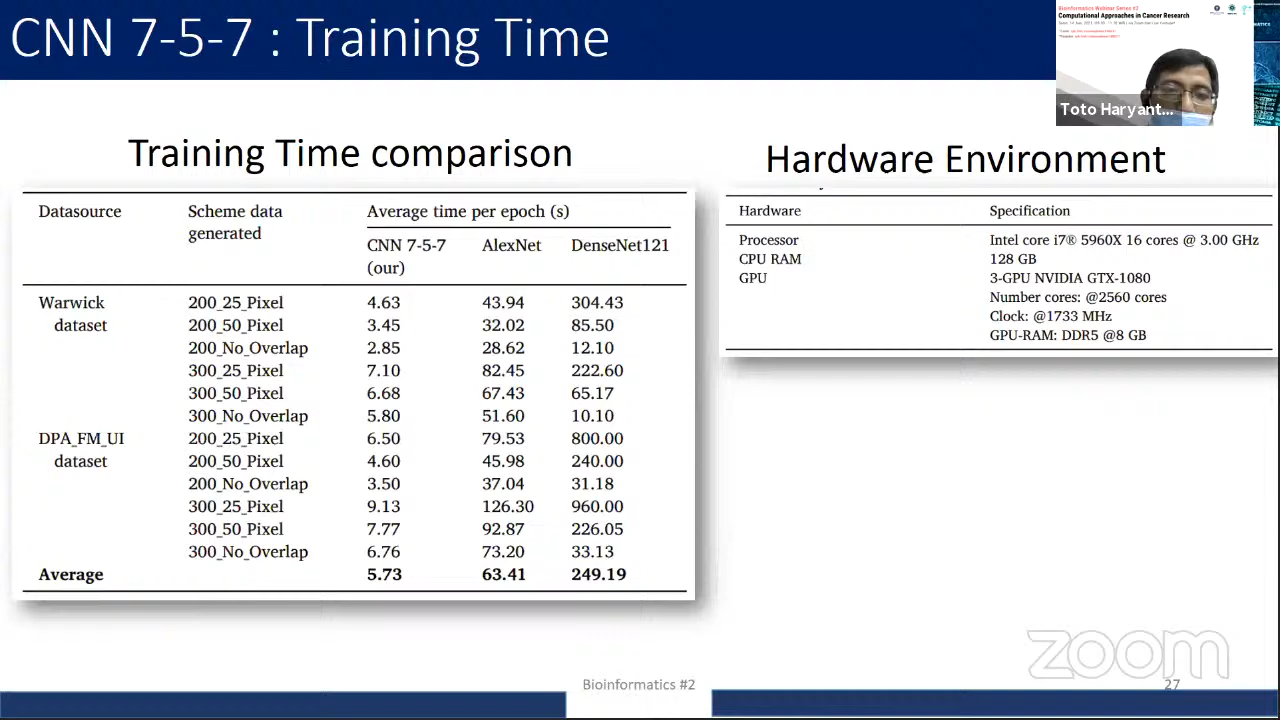 CNN 7-5-7 : Training Time
Bioinformatics Webinar Series #2
Computational Approaches in Cancer Research
Toto Haryant...
Training Time comparison
Datasource Scheme data generated Average time per epoch (s)
CNN 7-5-7 (our) AlexNet DenseNet121
Warwick 200_25_Pixel 4.63 43.94 304.43
dataset 200_50_Pixel 3.45 32.02 85.50
200_No_Overlap 2.85 28.62 12.10
300_25_Pixel 7.10 82.45 222.60
300_50_Pixel 6.68 67.43 65.17
300_No_Overlap 5.80 51.60 10.10
DPA_FM_UI 200_25_Pixel 6.50 79.53 800.00
dataset 200_50_Pixel 4.60 45.98 240.00
200_No_Overlap 3.50 37.04 31.18
300_25_Pixel 9.13 126.30 960.00
300_50_Pixel 7.77 92.87 226.05
300_No_Overlap 6.76 73.20 33.13
Average 5.73 63.41 249.19
Hardware Environment
Hardware Specification
Processor Intel core i7® 5960X 16 cores @ 3.00 GHz
CPU RAM 128 GB
GPU 3-GPU NVIDIA GTX-1080
Number cores: @2560 cores
Clock: @1733 MHz
GPU-RAM: DDR5 @8 GB
zoom
Bioinformatics #2
27